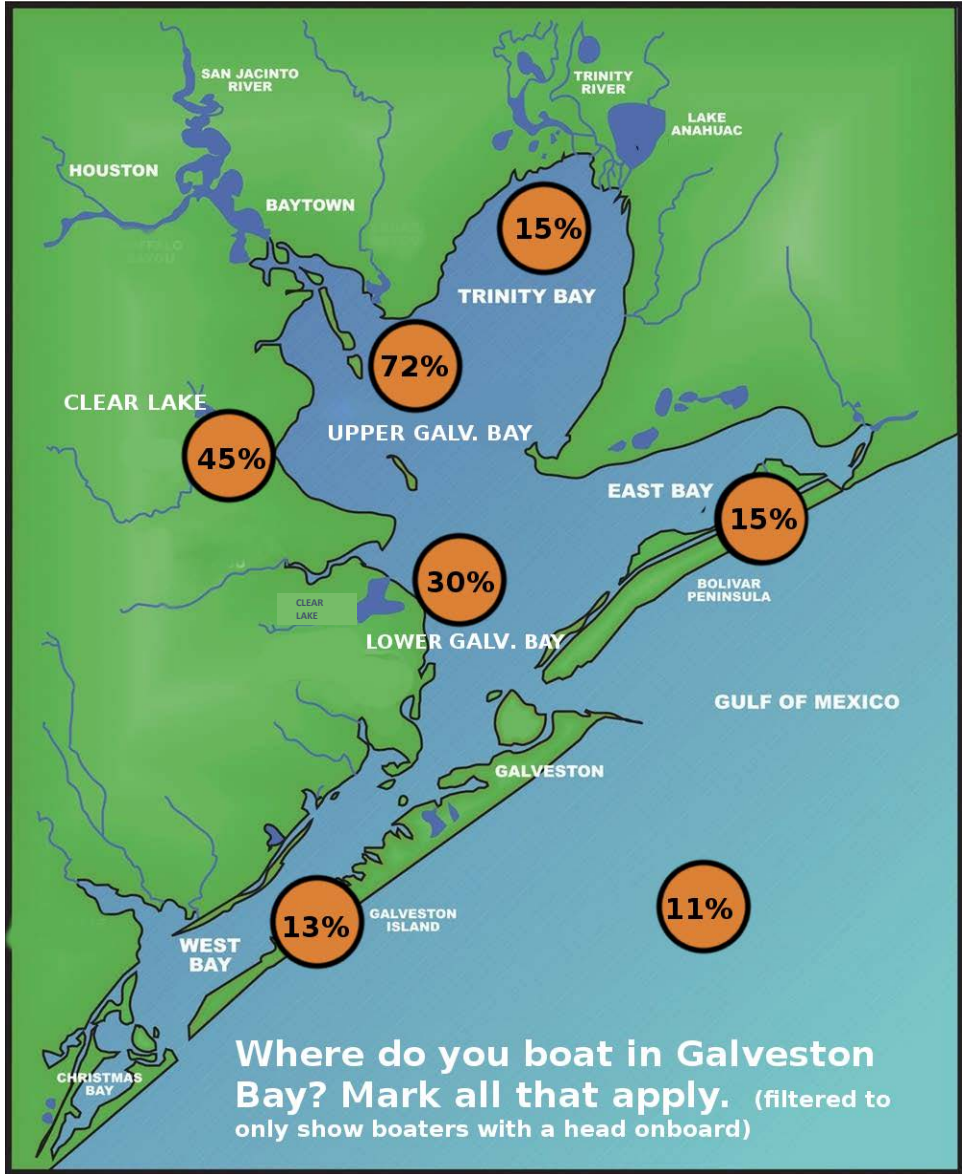 SAN JACINTO
RIVER
TRINITY
RIVER
LAKE
ANAHUAC
HOUSTON
BAYTOWN
15%
TRINITY BAY
72%
CLEAR LAKE
UPPER GALV. BAY
45%
EAST BAY
15%
30%
BOLIVAR
PENINSULA
CLEAR
LAKE
LOWER GALV. BAY
GULF OF MEXICO
GALVESTON
11%
13%
GALVESTON
ISLAND
WEST
BAY
CHRISTMAS
BAY
Where do you boat in Galveston
Bay? Mark all that apply. (filtered to
only show boaters with a head onboard)